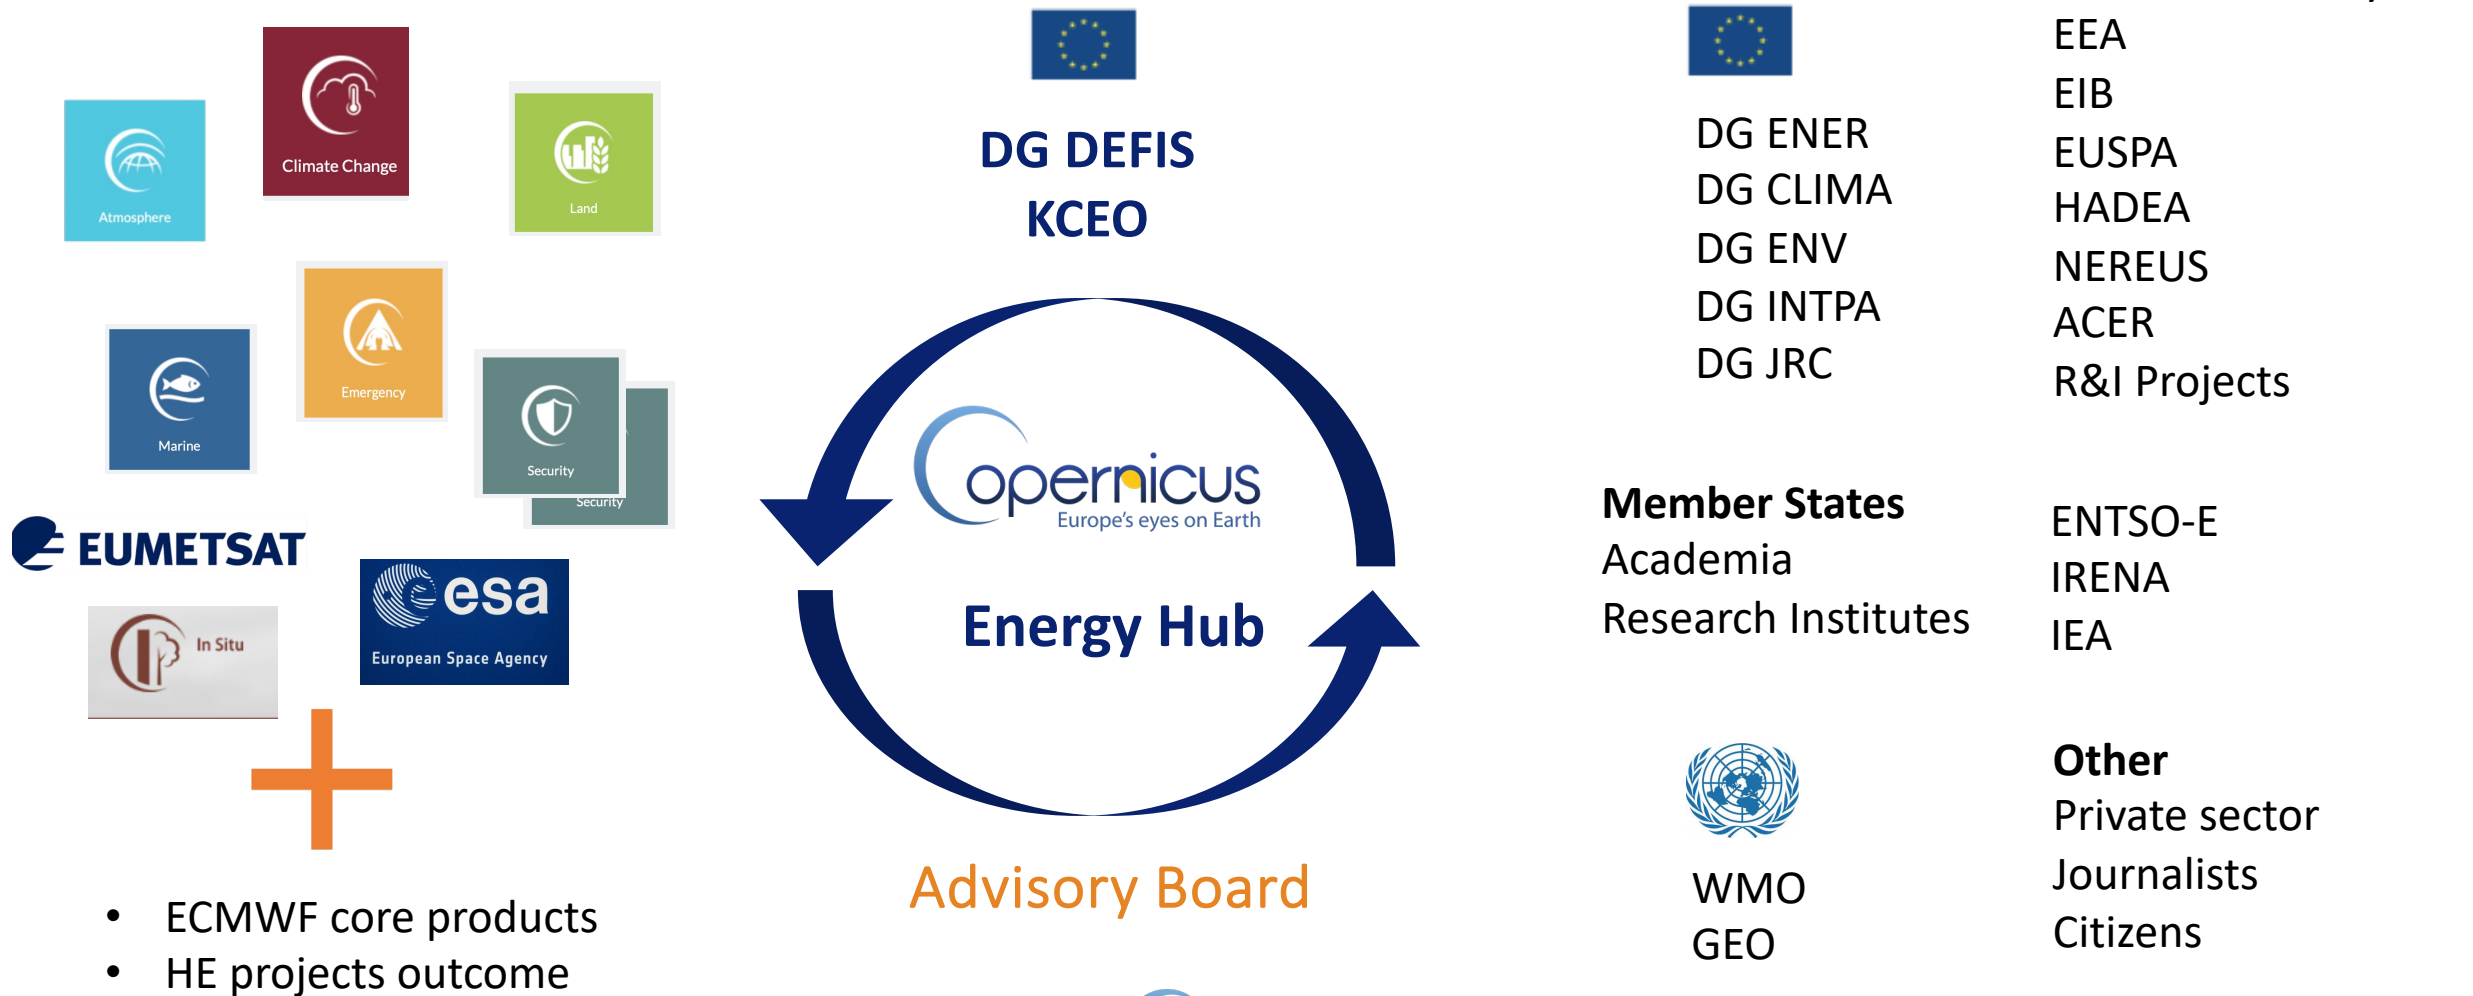 Climate Change
Atmosphere
Land
Emergency
Marine
Security
Security
EUMETSAT
esa
European Space Agency
In Situ
• ECMWF core products
• HE projects outcome
DG DEFIS
KCEO
Copernicus
Europe's eyes on Earth
Energy Hub
Advisory Board
DG ENER
DG CLIMA
DG ENV
DG INTPA
DG JRC
EEA
EIB
EUSPA
HADEA
NEREUS
ACER
R&I Projects
Member States
Academia
Research Institutes
ENTSO-E
IRENA
IEA
WMO
GEO
Other
Private sector
Journalists
Citizens